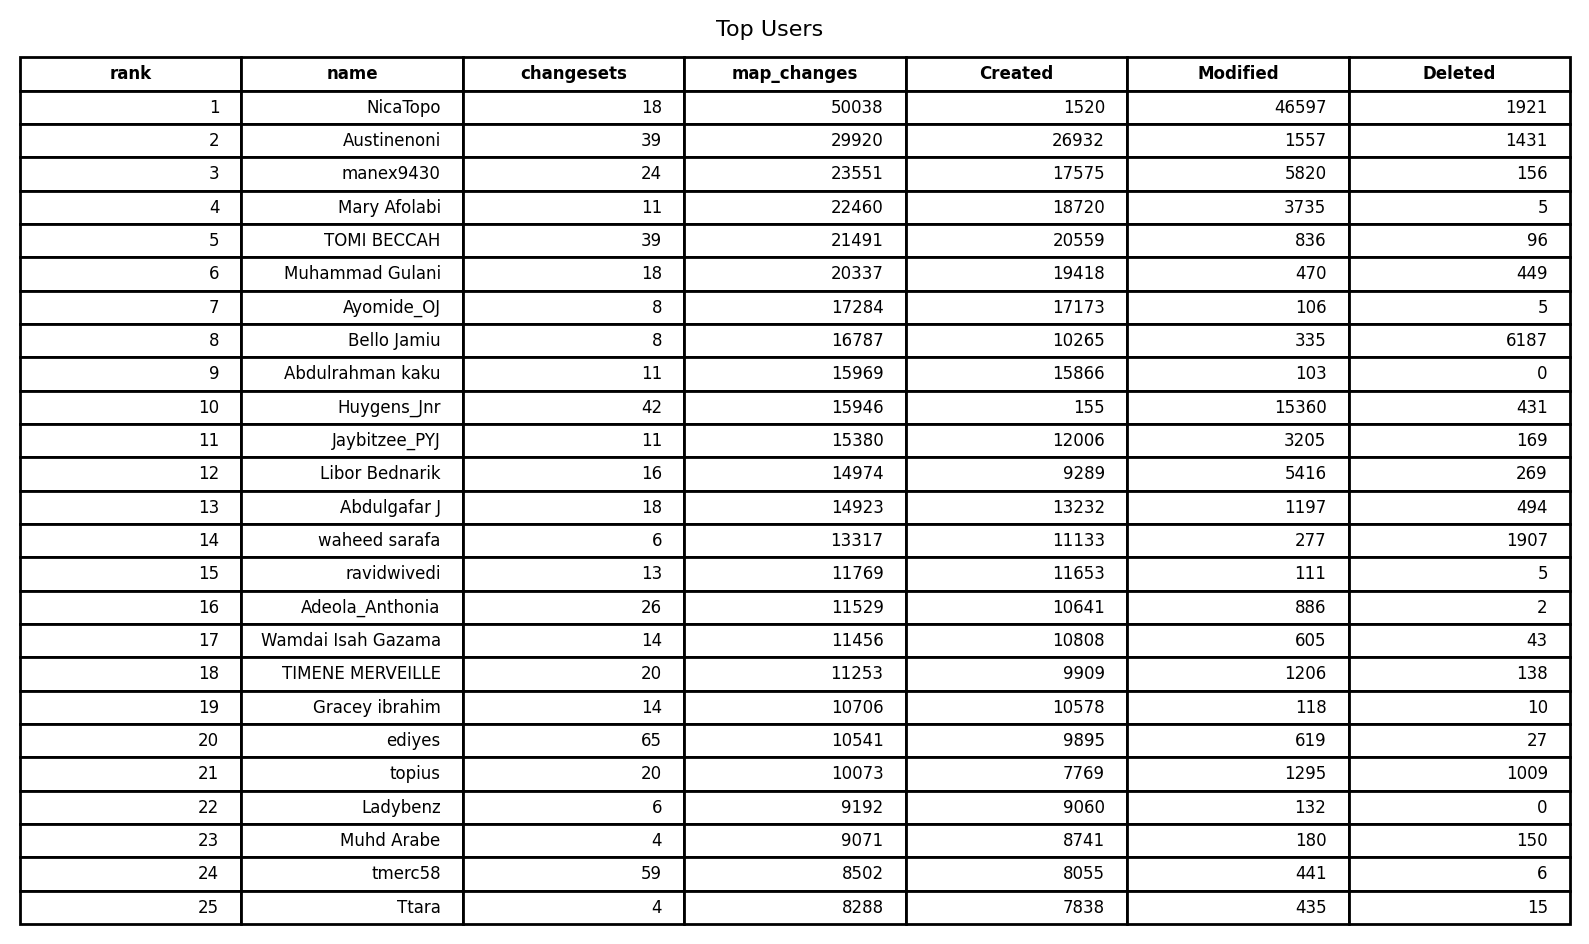 Top Users
rank name changesets map_changes Created Modified Deleted
1 NicaTopo 18 50038 1520 46597 1921
2 Austinenoni 39 29920 26932 1557 1431
3 manex9430 24 23551 17575 5820 156
4 Mary Afolabi 11 22460 18720 3735 5
5 TOMI BECCAH 39 21491 20559 836 96
6 Muhammad Gulani 18 20337 19418 470 449
7 Ayomide_OJ 8 17284 17173 106 5
8 Bello Jamiu 8 16787 10265 335 6187
9 Abdulrahman kaku 11 15969 15866 103 0
10 Huygens_Jnr 42 15946 155 15360 431
11 Jaybitzee_PYJ 11 15380 12006 3205 169
12 Libor Bednarik 16 14974 9289 5416 269
13 Abdulgafar J 18 14923 13232 1197 494
14 waheed sarafa 6 13317 11133 277 1907
15 ravidwivedi 13 11769 11653 111 5
16 Adeola_Anthonia 26 11529 10641 886 2
17 Wamdai Isah Gazama 14 11456 10808 605 43
18 TIMENE MERVEILLE 20 11253 9909 1206 138
19 Gracey ibrahim 14 10706 10578 118 10
20 ediyes 65 10541 9895 619 27
21 topius 20 10073 7769 1295 1009
22 Ladybenz 6 9192 9060 132 0
23 Muhd Arabe 4 9071 8741 180 150
24 tmerc58 59 8502 8055 441 6
25 Ttara 4 8288 7838 435 15